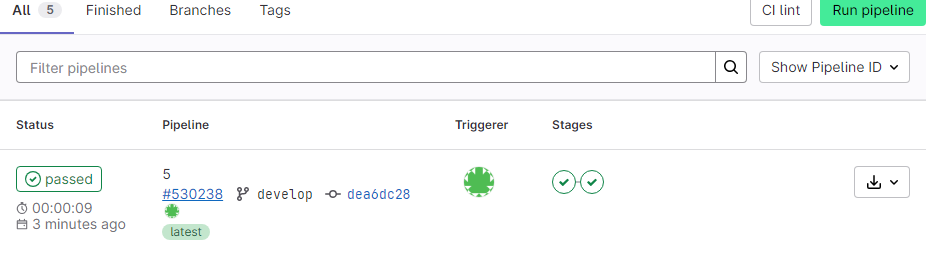 All 5 Finished Branches Tags CI lint Run pipeline
Filter pipelines Show Pipeline ID
Status Pipeline Triggerer Stages
passed 5
#530238 develop dea6dc28
00:00:09
3 minutes ago
latest